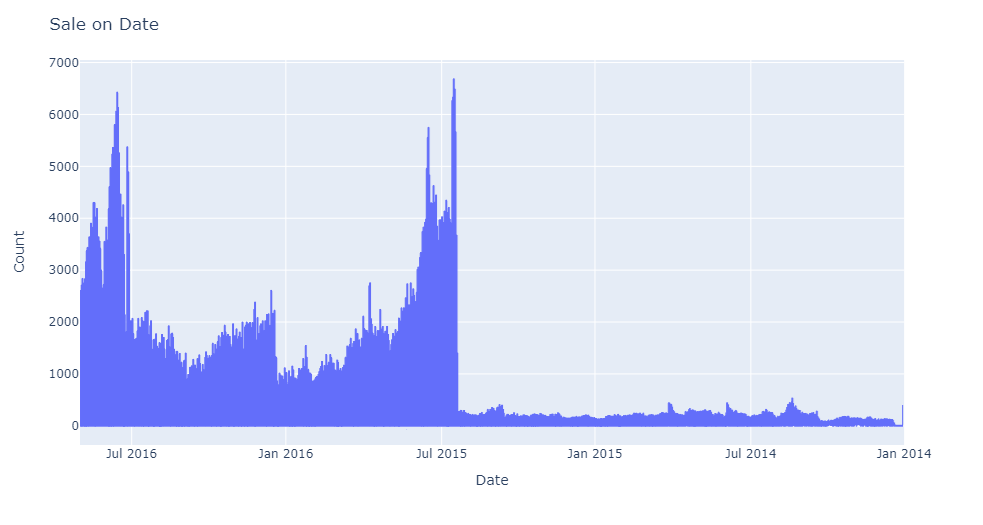 Sale on Date
7000
6000
5000
4000
3000
2000
1000
0
Count
Jul 2016
Jan 2016
Jul 2015
Jan 2015
Jul 2014
Jan 2014
Date